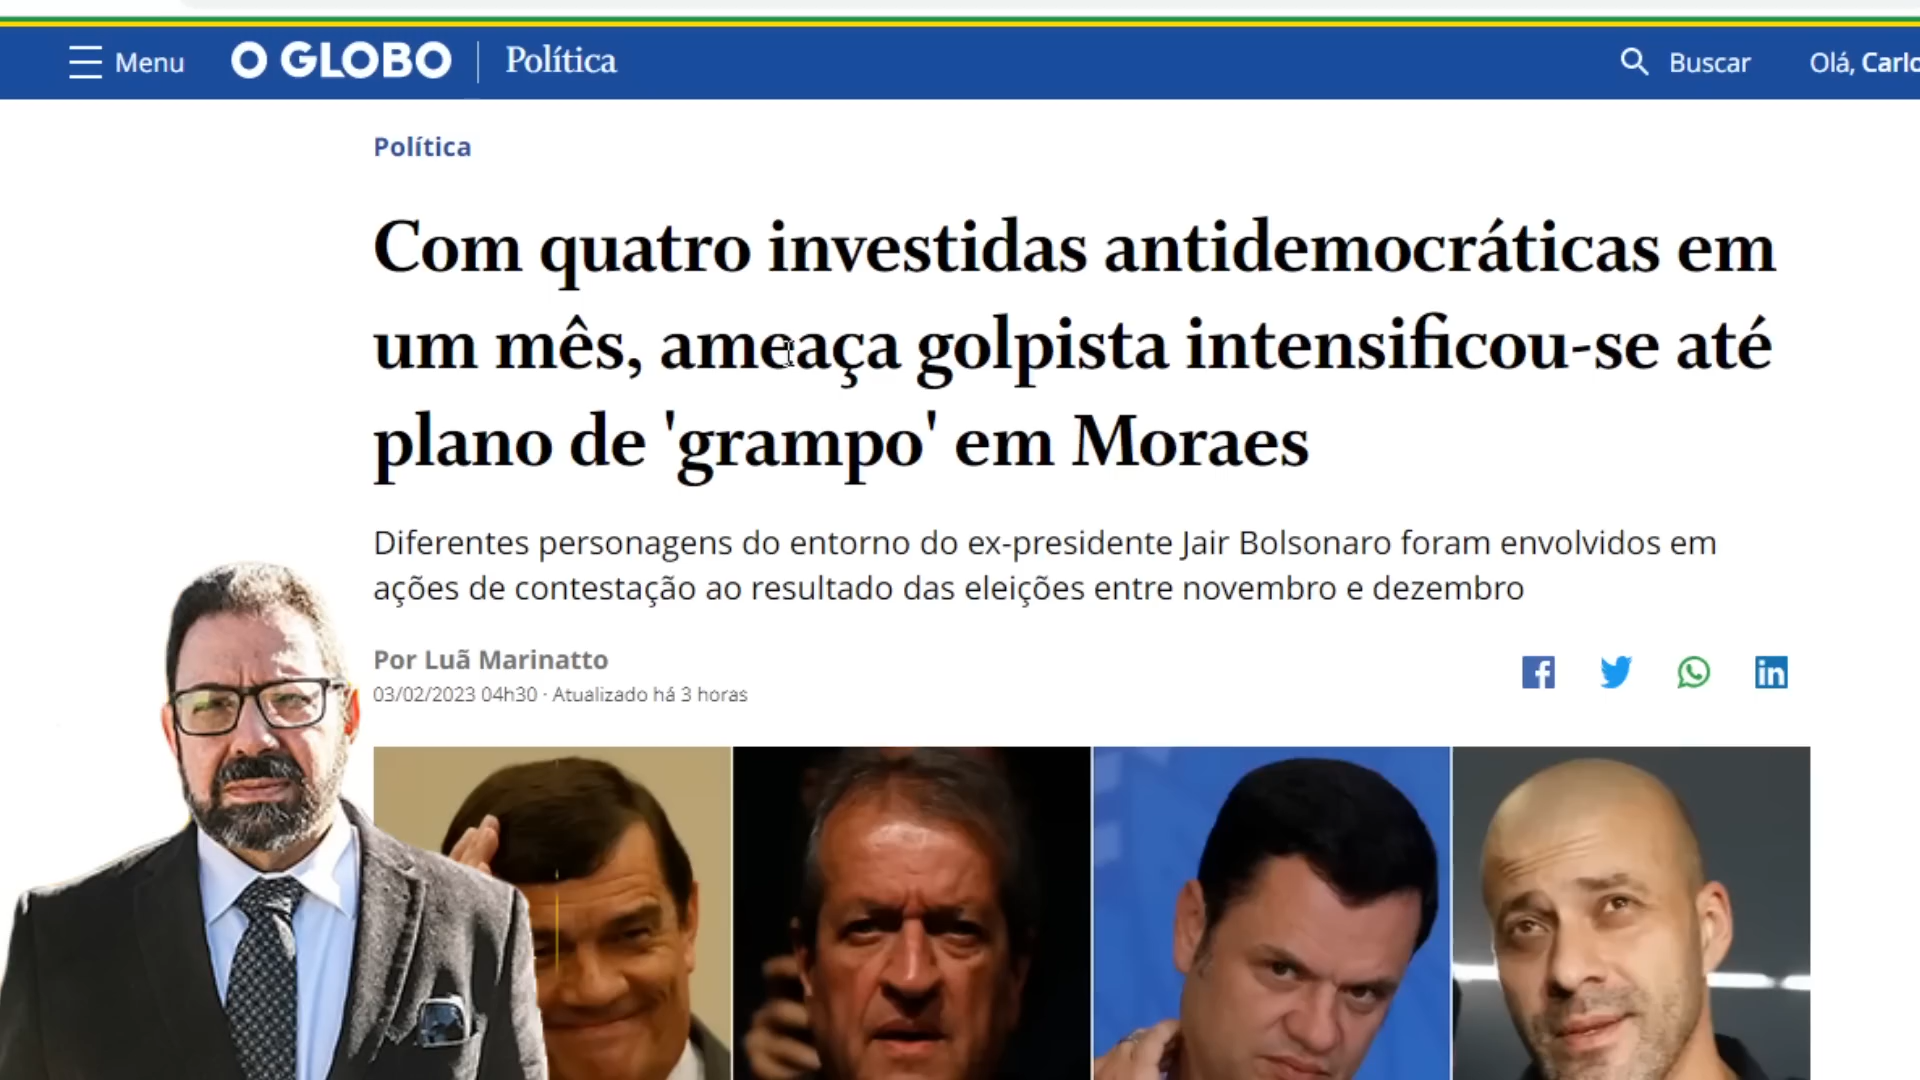 Menu
O GLOBO
Política
Buscar
Olá, Carlo
Política
Com quatro investidas antidemocráticas em
um mês, ameaça golpista intensificou-se até
plano de 'grampo' em Moraes
Diferentes personagens do entorno do ex-presidente Jair Bolsonaro foram envolvidos em
ações de contestação ao resultado das eleições entre novembro e dezembro
Por Luã Marinatto
03/02/2023 04h30 · Atualizado há 3 horas